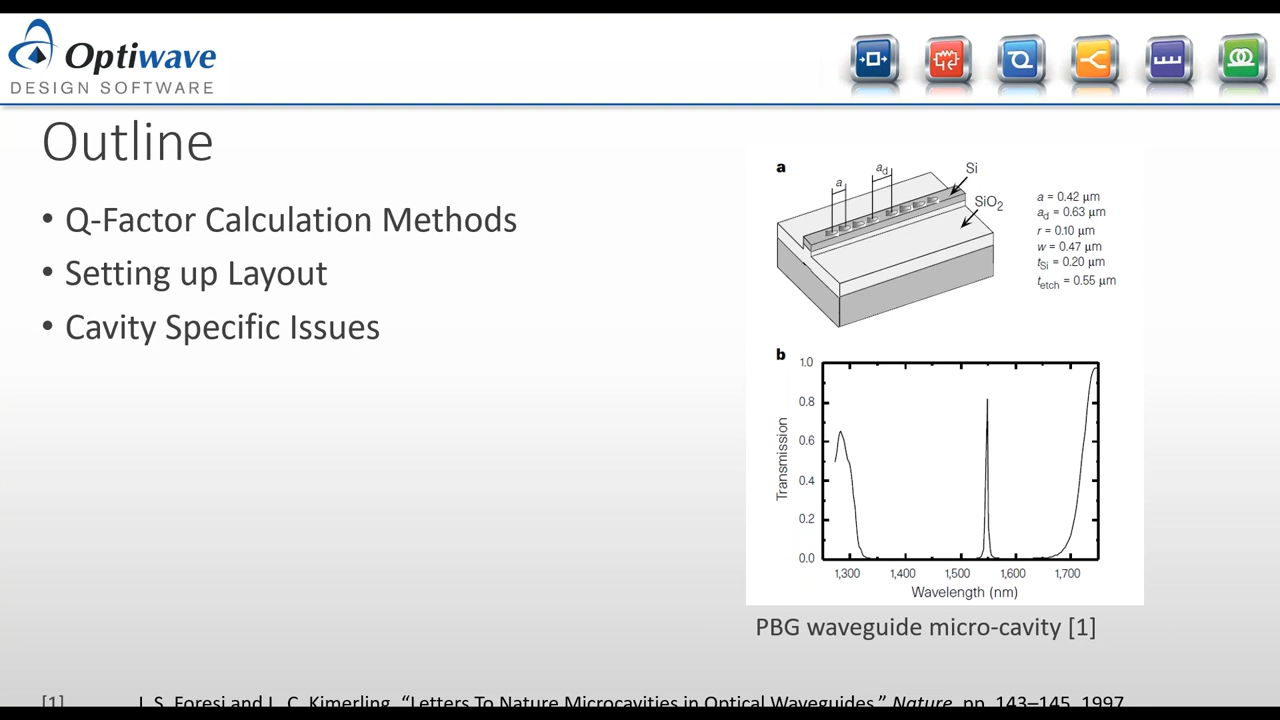 Optiwave
DESIGN SOFTWARE
Outline
• Q-Factor Calculation Methods
• Setting up Layout
• Cavity Specific Issues
a
a
ad
Si
SiO2
a = 0.42 µm
ad = 0.63 µm
r = 0.10 µm
w = 0.47 µm
tSi = 0.20 µm
tetch = 0.55 µm
b
1.0
0.8
0.6
0.4
0.2
0.0
Transmission
1,300 1,400 1,500 1,600 1,700
Wavelength (nm)
PBG waveguide micro-cavity [1]
[1] J. S. Foresi and L. C. Kimerling, “Letters To Nature Microcavities in Optical Waveguides,” Nature, pp. 143–145, 1997